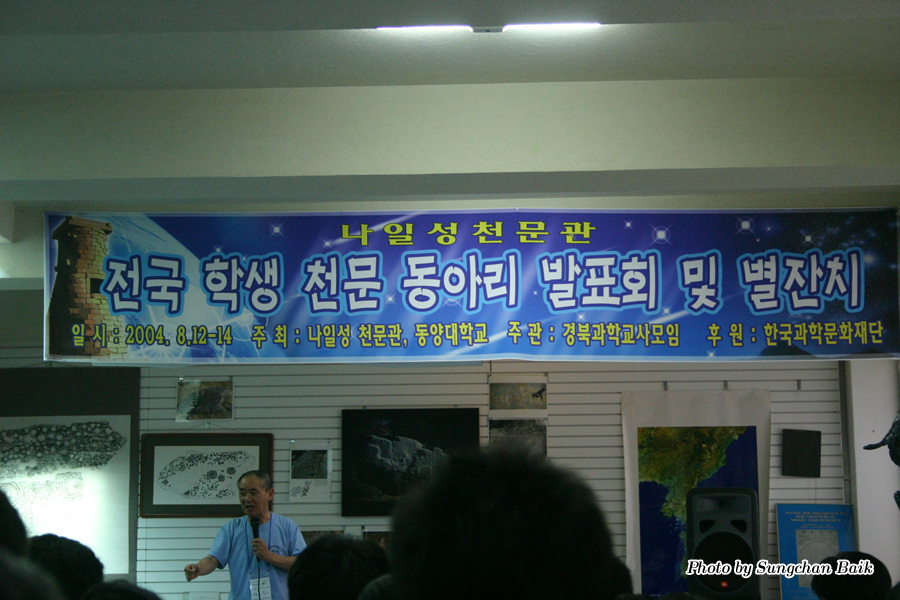 나일성천문관
전국 학생 천문 동아리 발표회 및 별잔치
일 시 : 2004. 8.12-14 주 최 : 나일성 천문관, 동양대학교 주 관 : 경북과학교사모임 후 원 : 한국과학문화재단
Photo by Sungchan Baik